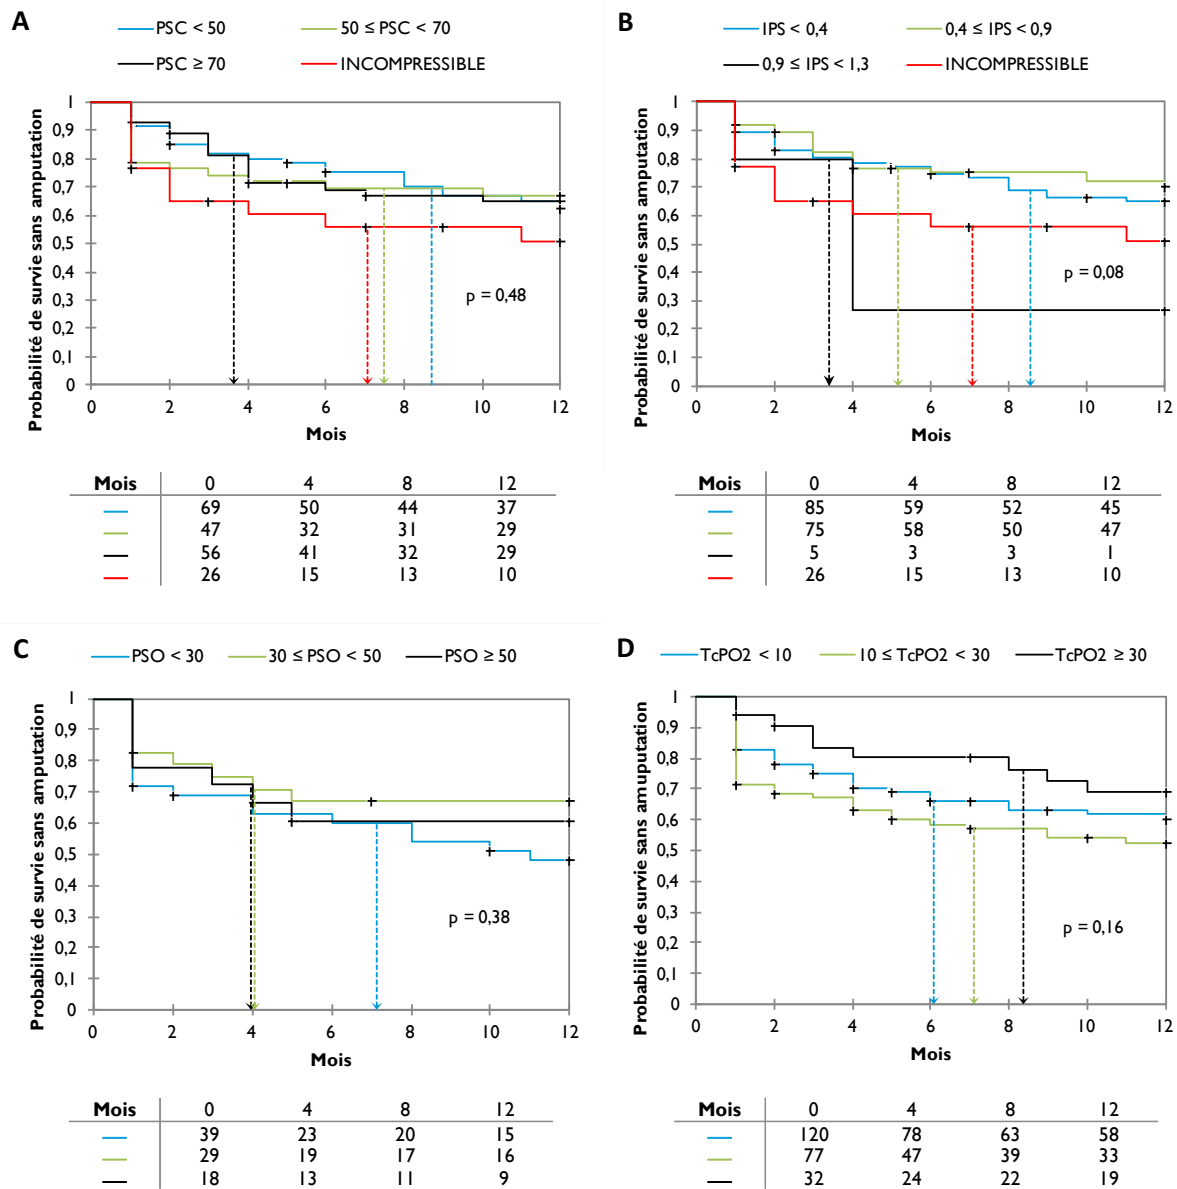 A
PSC < 50
50 ≤ PSC < 70
PSC ≥ 70
INCOMPRESSIBLE
Probabilité de survie sans amputation
1
0,9
0,8
0,7
0,6
0,5
0,4
0,3
0,2
0,1
0
p = 0,48
0 2 4 6 8 10 12
Mois
Mois 0 4 8 12
69 50 44 37
47 32 31 29
56 41 32 29
26 15 13 10
B
IPS < 0,4
0,4 ≤ IPS < 0,9
0,9 ≤ IPS < 1,3
INCOMPRESSIBLE
Probabilité de survie sans amputation
1
0,9
0,8
0,7
0,6
0,5
0,4
0,3
0,2
0,1
0
p = 0,08
0 2 4 6 8 10 12
Mois
Mois 0 4 8 12
85 59 52 45
75 58 50 47
5 3 3 1
26 15 13 10
C
PSO < 30
30 ≤ PSO < 50
PSO ≥ 50
Probabilité de survie sans amputation
1
0,9
0,8
0,7
0,6
0,5
0,4
0,3
0,2
0,1
0
p = 0,38
0 2 4 6 8 10 12
Mois
Mois 0 4 8 12
39 23 20 15
29 19 17 16
18 13 11 9
D
TcPO2 < 10
10 ≤ TcPO2 < 30
TcPO2 ≥ 30
Probabilité de survie sans amuputation
1
0,9
0,8
0,7
0,6
0,5
0,4
0,3
0,2
0,1
0
p = 0,16
0 2 4 6 8 10 12
Mois
Mois 0 4 8 12
120 78 63 58
77 47 39 33
32 24 22 19